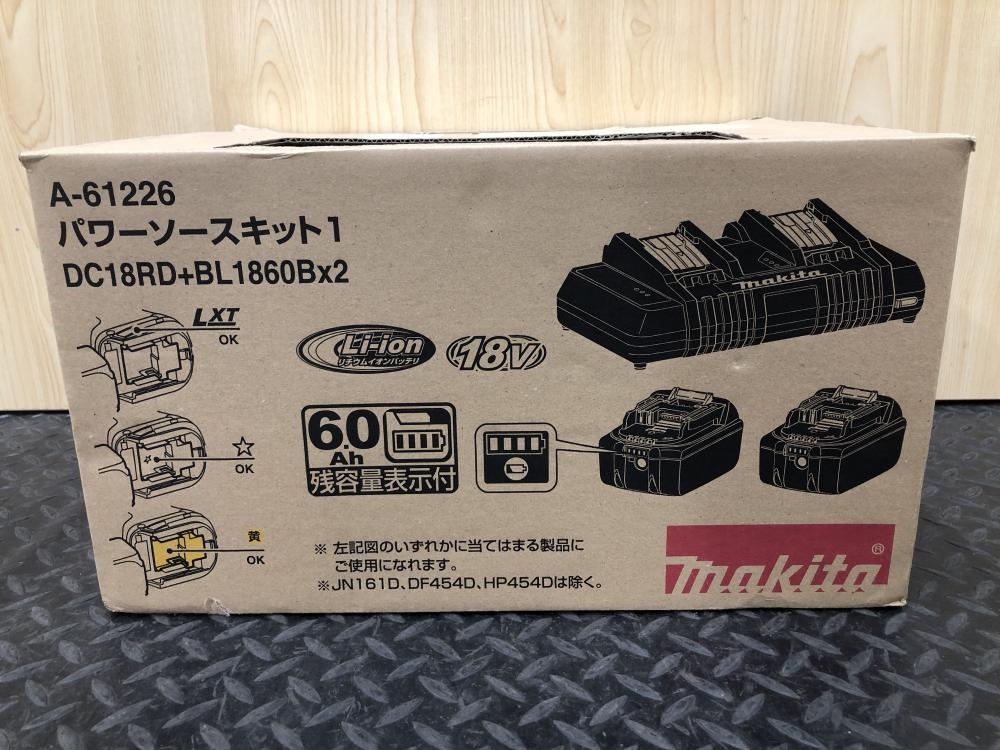 A-61226
パワーソースキット1
DC18RD+BL1860Bx2
makita
LXT
OK
Li-ion
リチウムイオンバッテリ
18V
☆
OK
6.0
Ah
残容量表示付
黄
OK
※ 左記図のいずれかに当てはまる製品に
ご使用になれます。
※JN161D、DF454D、HP454Dは除く。
makita®